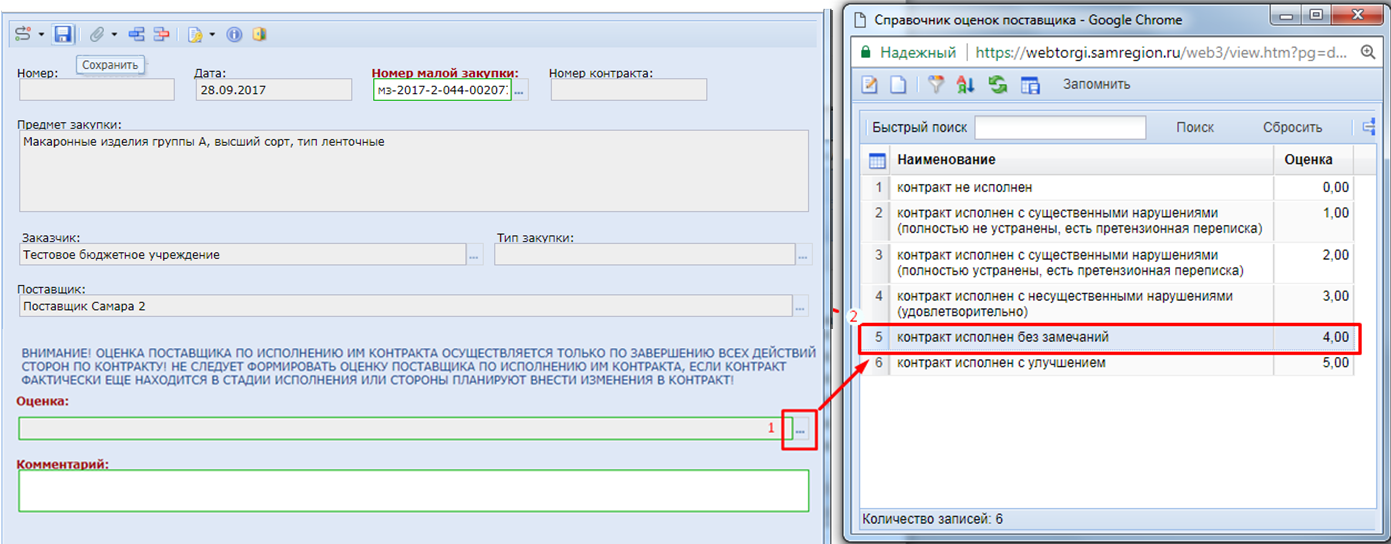 Сохранить
Номер:
Дата:
Номер малой закупки:
Номер контракта:
28.09.2017
мз-2017-2-044-00207
...
Предмет закупки:
Макаронные изделия группы А, высший сорт, тип ленточные
Заказчик:
Тип закупки:
Тестовое бюджетное учреждение
...
...
Поставщик:
Поставщик Самара 2
...
ВНИМАНИЕ! ОЦЕНКА ПОСТАВЩИКА ПО ИСПОЛНЕНИЮ ИМ КОНТРАКТА ОСУЩЕСТВЛЯЕТСЯ ТОЛЬКО ПО ЗАВЕРШЕНИЮ ВСЕХ ДЕЙСТВИЙ
СТОРОН ПО КОНТРАКТУ! НЕ СЛЕДУЕТ ФОРМИРОВАТЬ ОЦЕНКУ ПОСТАВЩИКА ПО ИСПОЛНЕНИЮ ИМ КОНТРАКТА, ЕСЛИ КОНТРАКТ
ФАКТИЧЕСКИ ЕЩЕ НАХОДИТСЯ В СТАДИИ ИСПОЛНЕНИЯ ИЛИ СТОРОНЫ ПЛАНИРУЮТ ВНЕСТИ ИЗМЕНЕНИЯ В КОНТРАКТ!
Оценка:
1
...
Комментарий:
2
Справочник оценок поставщика - Google Chrome
Надежный https://webtorgi.samregion.ru/web3/view.htm?pg=d...
Запомнить
Быстрый поиск Поиск Сбросить
Наименование Оценка
1 контракт не исполнен 0,00
2 контракт исполнен с существенными нарушениями 1,00
(полностью не устранены, есть претензионная переписка)
3 контракт исполнен с существенными нарушениями 2,00
(полностью устранены, есть претензионная переписка)
4 контракт исполнен с несущественными нарушениями 3,00
(удовлетворительно)
5 контракт исполнен без замечаний 4,00
6 контракт исполнен с улучшением 5,00
Количество записей: 6